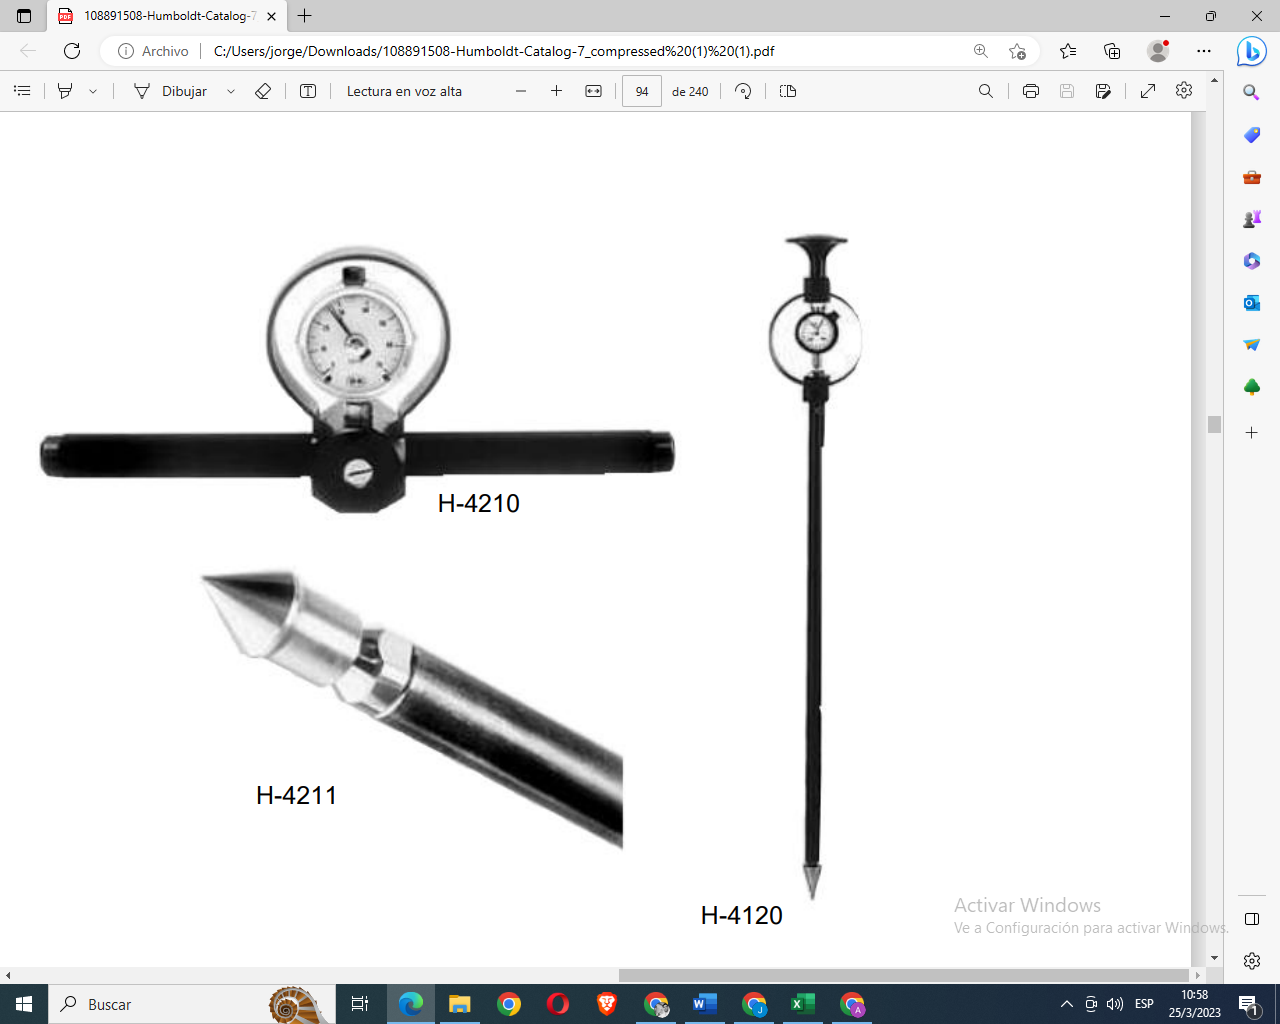 108891508-Humboldt-Catalog-7
Archivo
C:/Users/jorge/Downloads/108891508-Humboldt-Catalog-7_compressed%20(1)%20(1).pdf
Dibujar
Lectura en voz alta
94
de 240
H-4210
H-4211
H-4120
Activar Windows
Ve a Configuración para activar Windows.
Buscar
ESP
10:58
25/3/2023
1